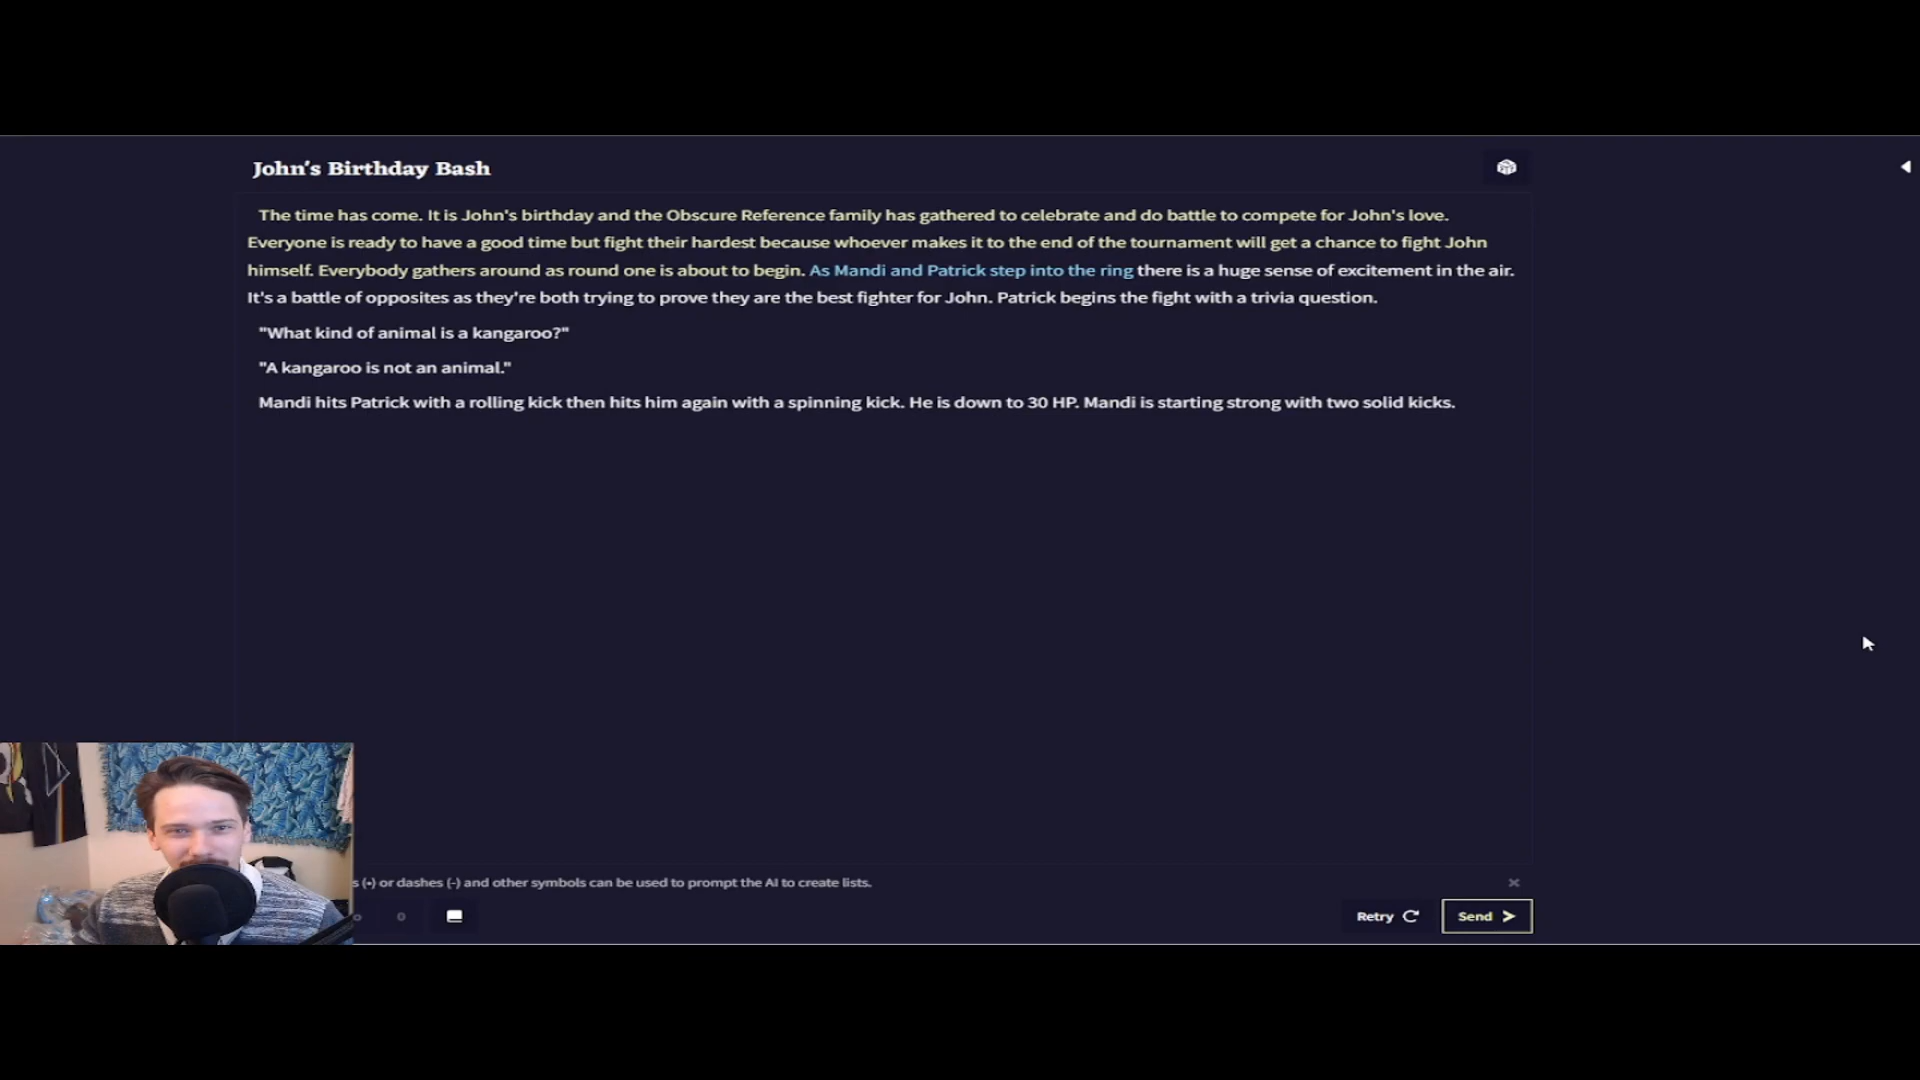 John's Birthday Bash
The time has come. It is John's birthday and the Obscure Reference family has gathered to celebrate and do battle to compete for John's love.
Everyone is ready to have a good time but fight their hardest because whoever makes it to the end of the tournament will get a chance to fight John
himself. Everybody gathers around as round one is about to begin. As Mandi and Patrick step into the ring there is a huge sense of excitement in the air.
It's a battle of opposites as they're both trying to prove they are the best fighter for John. Patrick begins the fight with a trivia question.
"What kind of animal is a kangaroo?"
"A kangaroo is not an animal."
Mandi hits Patrick with a rolling kick then hits him again with a spinning kick. He is down to 30 HP. Mandi is starting strong with two solid kicks.
s (•) or dashes (-) and other symbols can be used to prompt the AI to create lists.
o 0 Retry Send